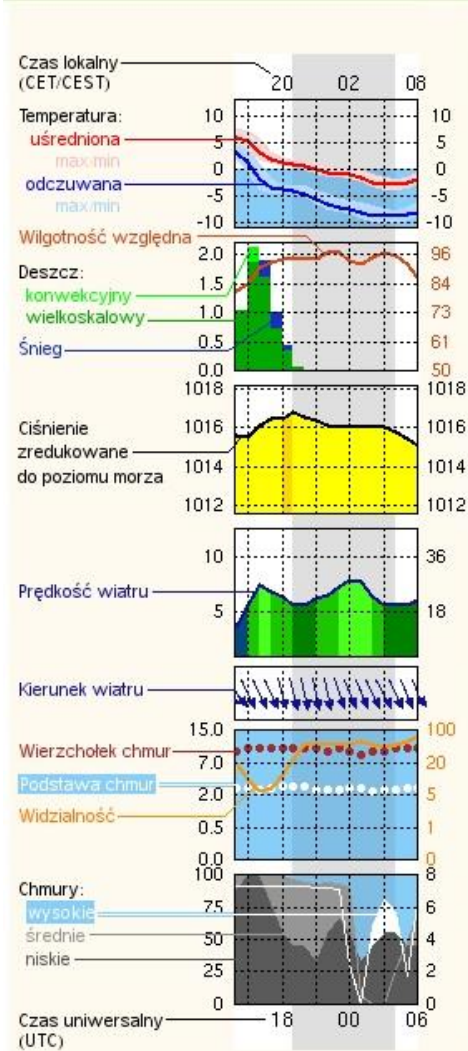 Czas lokalny
(CET/CEST)
20 02 08
Temperatura:
uśredniona
max/min
odczuwana
max/min
10 10
5 5
0 0
-5 -5
-10 -10
Wilgotność względna
Deszcz:
konwekcyjny
wielkoskalowy
Śnieg
2.0 96
1.5 84
1.0 73
0.5 61
0.0 50
Ciśnienie
zredukowane
do poziomu morza
1018 1018
1016 1016
1014 1014
1012 1012
Prędkość wiatru
10 36
5 18
Kierunek wiatru
Wierzchołek chmur
Podstawa chmur
Widzialność
15.0 100
7.0 20
2.0 5
0.5 1
0.0 0
Chmury:
wysokie
średnie
niskie
100 8
75 6
50 4
25 2
0 0
Czas uniwersalny
(UTC)
18 00 06